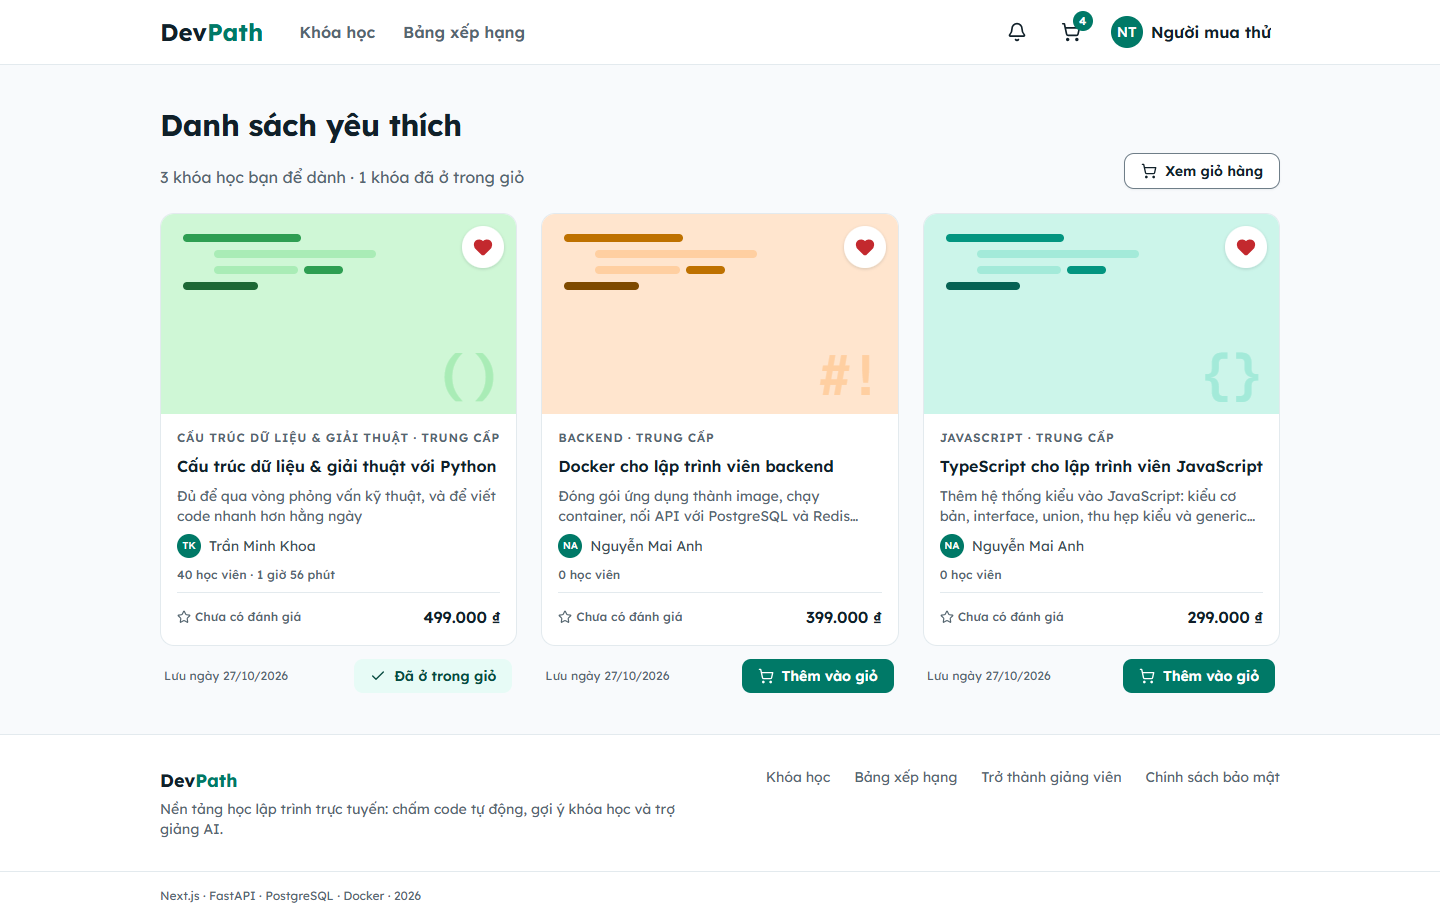 DevPath
Khóa học
Bảng xếp hạng
4
NT
Người mua thử
Danh sách yêu thích
3 khóa học bạn để dành · 1 khóa đã ở trong giỏ
Xem giỏ hàng
()
CẤU TRÚC DỮ LIỆU & GIẢI THUẬT · TRUNG CẤP
Cấu trúc dữ liệu & giải thuật với Python
Đủ để qua vòng phỏng vấn kỹ thuật, và để viết
code nhanh hơn hằng ngày
TK
Trần Minh Khoa
40 học viên · 1 giờ 56 phút
Chưa có đánh giá
499.000 ₫
Lưu ngày 27/10/2026
Đã ở trong giỏ
#!
BACKEND · TRUNG CẤP
Docker cho lập trình viên backend
Đóng gói ứng dụng thành image, chạy
container, nối API với PostgreSQL và Redis...
NA
Nguyễn Mai Anh
0 học viên
Chưa có đánh giá
399.000 ₫
Lưu ngày 27/10/2026
Thêm vào giỏ
{}
JAVASCRIPT · TRUNG CẤP
TypeScript cho lập trình viên JavaScript
Thêm hệ thống kiểu vào JavaScript: kiểu cơ
bản, interface, union, thu hẹp kiểu và generic...
NA
Nguyễn Mai Anh
0 học viên
Chưa có đánh giá
299.000 ₫
Lưu ngày 27/10/2026
Thêm vào giỏ
DevPath
Nền tảng học lập trình trực tuyến: chấm code tự động, gợi ý khóa học và trợ
giảng AI.
Khóa học
Bảng xếp hạng
Trở thành giảng viên
Chính sách bảo mật
Next.js · FastAPI · PostgreSQL · Docker · 2026